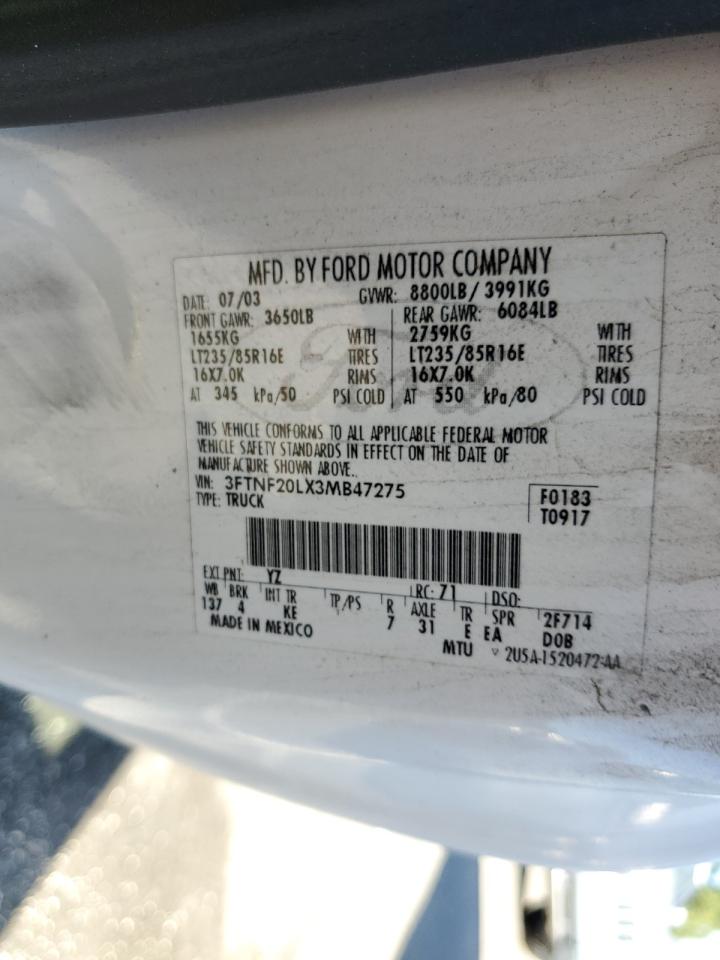 MFD. BY FORD MOTOR COMPANY
DATE: 07/03 GVWR: 8800LB/ 3991KG
FRONT GAWR: 3650LB REAR GAWR: 6084LB
1655KG WITH 2759KG WITH
LT235/85R16E TIRES LT235/85R16E TIRES
16X7.0K RIMS 16X7.0K RIMS
AT 345 kPa/50 PSI COLD AT 550 kPa/80 PSI COLD
Ford
THIS VEHICLE CONFORMS TO ALL APPLICABLE FEDERAL MOTOR
VEHICLE SAFETY STANDARDS IN EFFECT ON THE DATE OF
MANUFACTURE SHOWN ABOVE.
VIN: 3FTNF20LX3MB47275 F0183
TYPE: TRUCK T0917
EXT PNT: YZ RC: 71 DSO:
WB BRK INT TR TP/PS R AXLE TR SPR 2F714
137 4 KE 7 31 E EA DOB
MADE IN MEXICO MTU 2U5A-1520472-AA